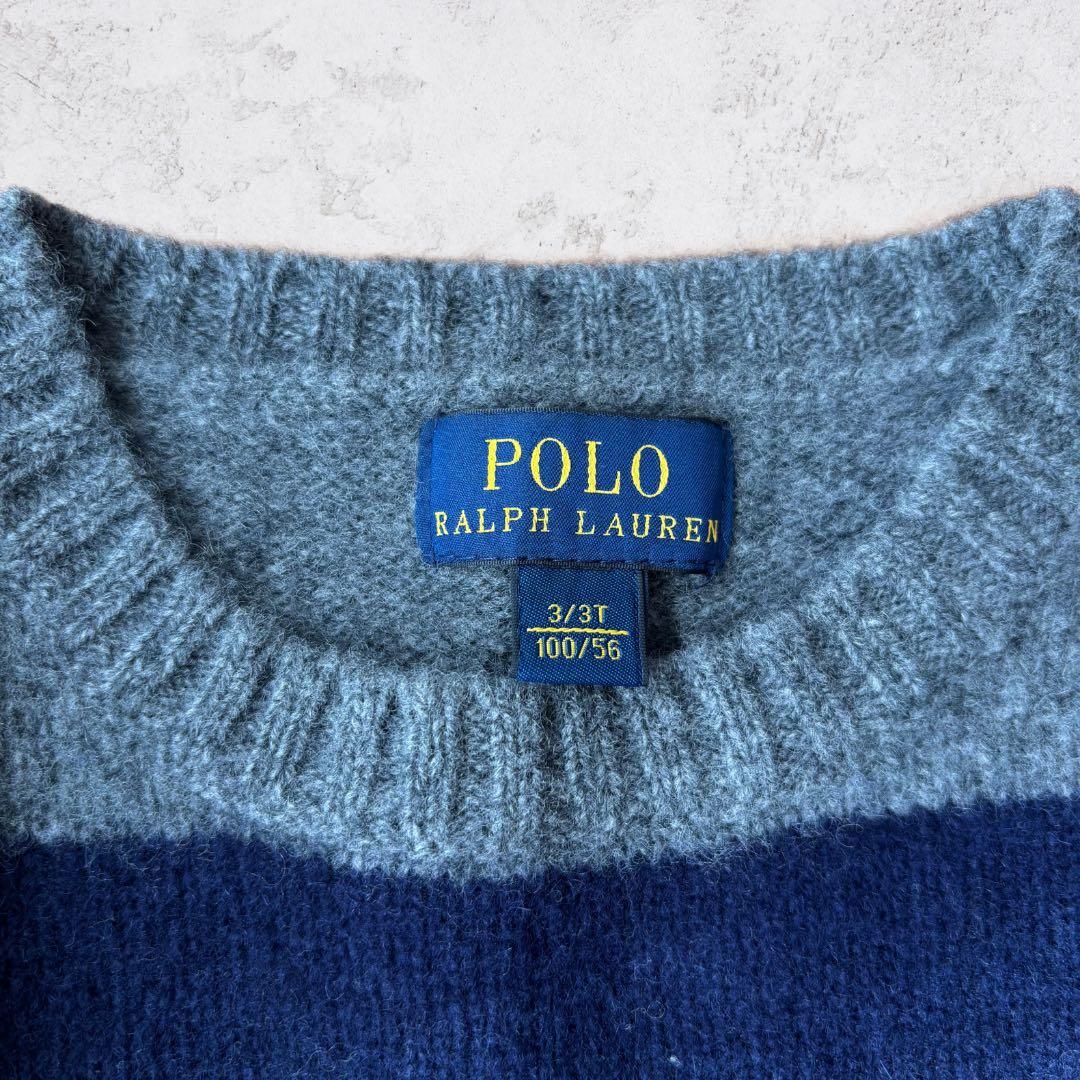 POLO
RALPH LAUREN
3/3T
100/56